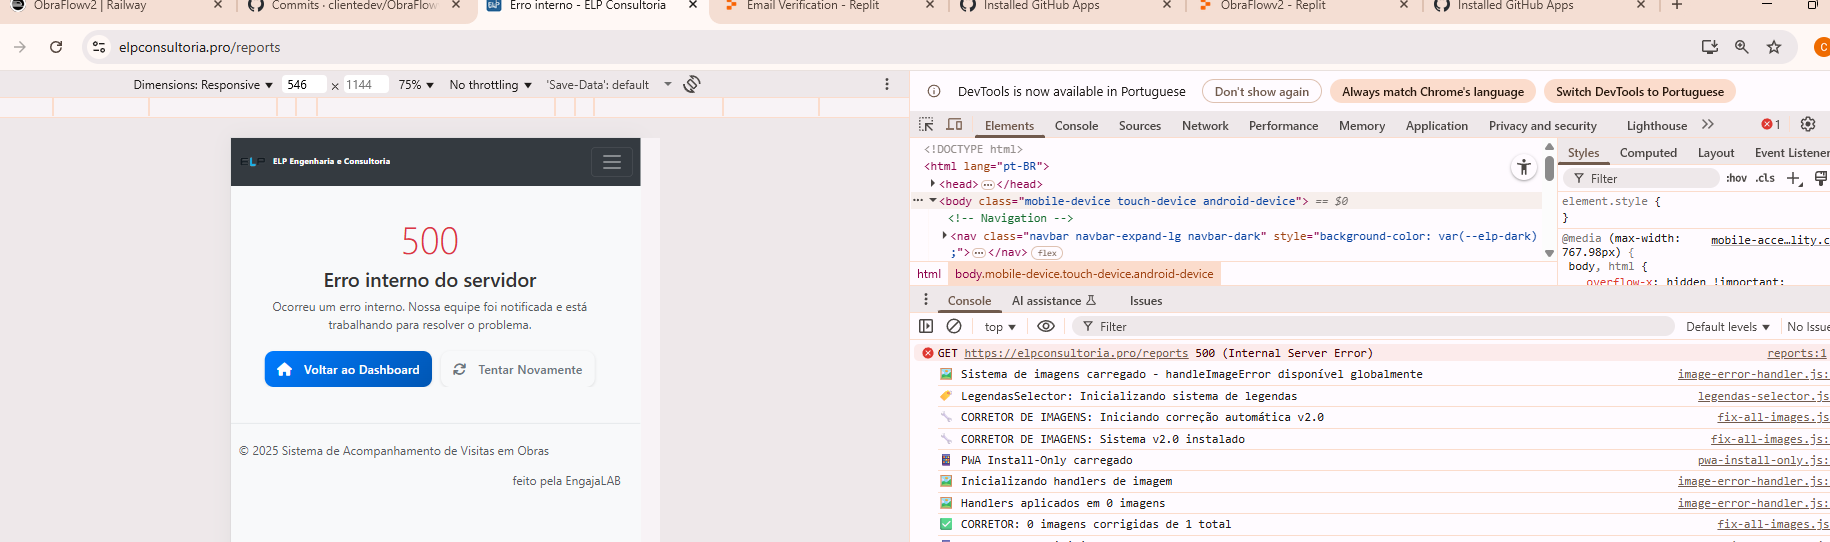 ObraFlowv2 | Railway
Commits · clientedev/ObraFlow
Erro interno - ELP Consultoria
Email Verification - Replit
Installed GitHub Apps
ObraFlowv2 - Replit
Installed GitHub Apps
elpconsultoria.pro/reports
C
Dimensions: Responsive 546 × 1144 75% No throttling 'Save-Data': default
DevTools is now available in Portuguese Don't show again Always match Chrome's language Switch DevTools to Portuguese
Elements Console Sources Network Performance Memory Application Privacy and security Lighthouse 1
ELP ELP Engenharia e Consultoria
500
Erro interno do servidor
Ocorreu um erro interno. Nossa equipe foi notificada e está
trabalhando para resolver o problema.
Voltar ao Dashboard Tentar Novamente
© 2025 Sistema de Acompanhamento de Visitas em Obras
feito pela EngajaLAB
<!DOCTYPE html>
<html lang="pt-BR">
<head> … </head>
… <body class="mobile-device touch-device android-device"> == $0
<!-- Navigation -->
<nav class="navbar navbar-expand-lg navbar-dark" style="background-color: var(--elp-dark)
;"> … </nav> flex
html body.mobile-device.touch-device.android-device
Styles Computed Layout Event Listener
Filter :hov .cls
element.style {
}
@media (max-width: mobile-acce…lity.c
767.98px) {
body, html {
overflow-x: hidden !important;
Console AI assistance Issues
top Filter Default levels No Issue
GET https://elpconsultoria.pro/reports 500 (Internal Server Error) reports:1
Sistema de imagens carregado - handleImageError disponível globalmente image-error-handler.js:
LegendasSelector: Inicializando sistema de legendas legendas-selector.js
CORRETOR DE IMAGENS: Iniciando correção automática v2.0 fix-all-images.js:
CORRETOR DE IMAGENS: Sistema v2.0 instalado fix-all-images.js:
PWA Install-Only carregado pwa-install-only.js:
Inicializando handlers de imagem image-error-handler.js:
Handlers aplicados em 0 imagens image-error-handler.js:
CORRETOR: 0 imagens corrigidas de 1 total fix-all-images.js: